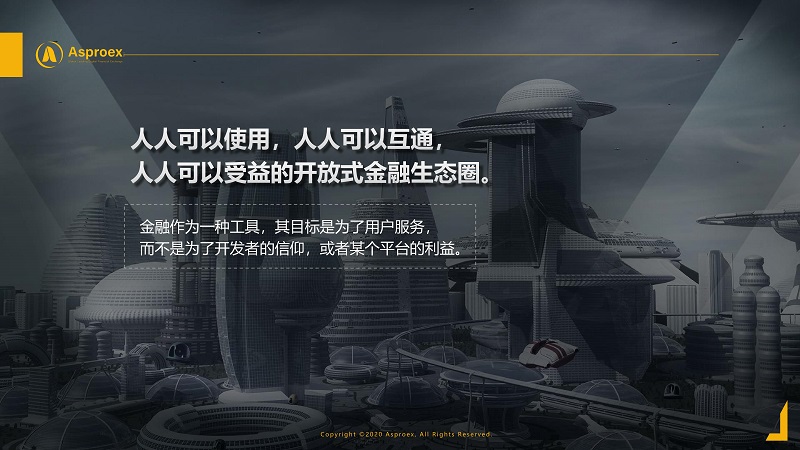 Asproex
人人可以使用，人人可以互通，
人人可以受益的开放式金融生态圈。
金融作为一种工具，其目标是为了用户服务，
而不是为了开发者的信仰，或者某个平台的利益。
Copyright ©2020 Asproex, All Rights Reserved.